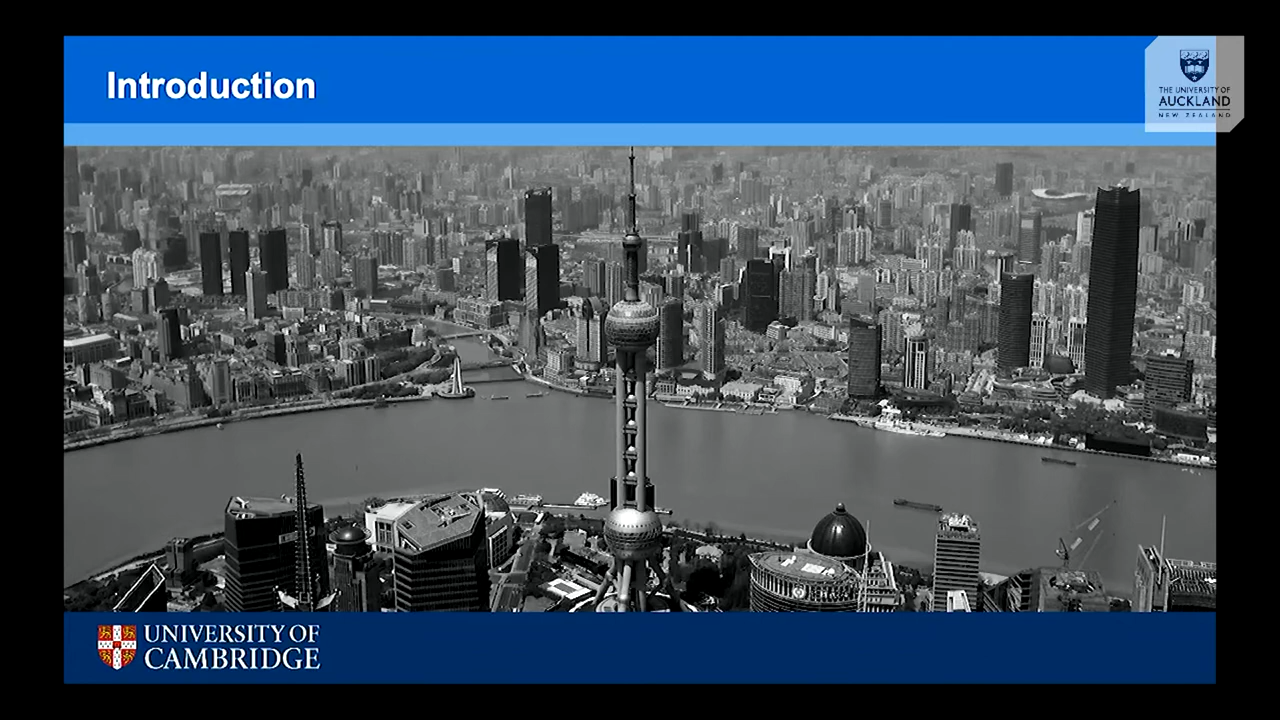 Introduction
THE UNIVERSITY OF
AUCKLAND
NEW ZEALAND
UNIVERSITY OF
CAMBRIDGE